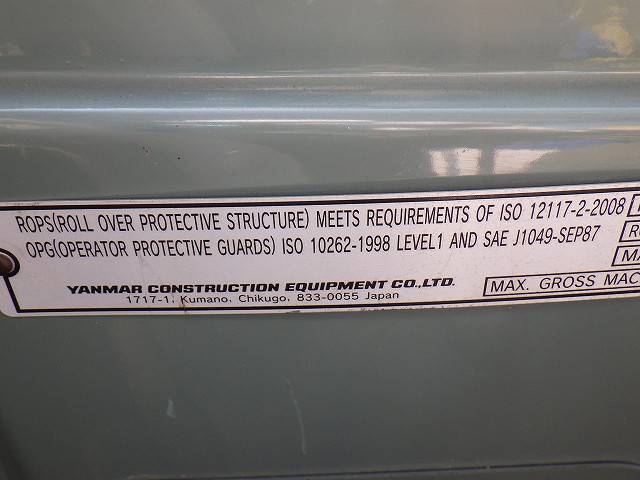 ROPS(ROLL OVER PROTECTIVE STRUCTURE) MEETS REQUIREMENTS OF ISO 12117-2-2008
OPG(OPERATOR PROTECTIVE GUARDS) ISO 10262-1998 LEVEL1 AND SAE J1049-SEP87
YANMAR CONSTRUCTION EQUIPMENT CO.,LTD.
1717-1, Kumano, Chikugo, 833-0055 Japan
MAX. GROSS MAC